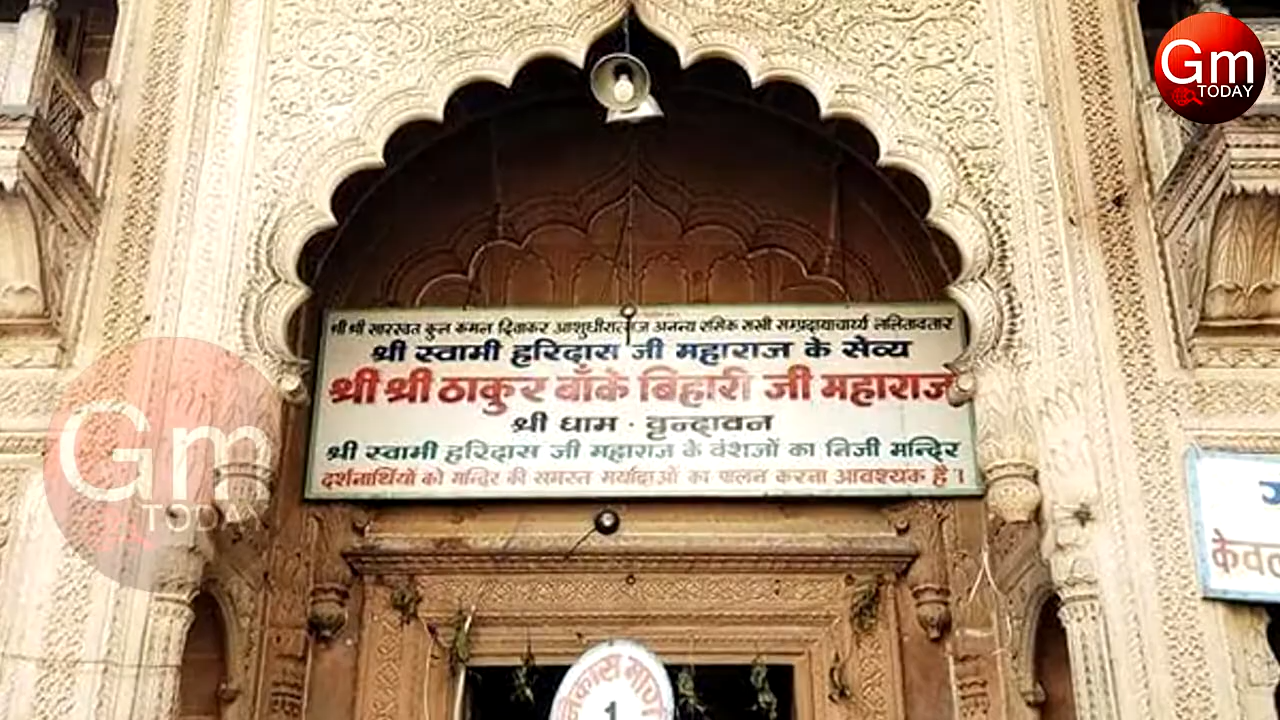 Gm
TODAY
श्री श्री सारस्वत कुल कमल दिवाकर आशुधीरात्मज अनन्य रसिक सखी सम्प्रदायाचार्य्य ललितावतार
श्री स्वामी हरिदास जी महाराज के सेव्य
श्री श्री ठाकुर बाँके बिहारी जी महाराज
श्री धाम · वृन्दावन
श्री स्वामी हरिदास जी महाराज के वंशजों का निजी मन्दिर
दर्शनार्थियों को मन्दिर की समस्त मर्यादाओं का पालन करना आवश्यक है ।
Gm
TODAY
निकास मार्ग
1